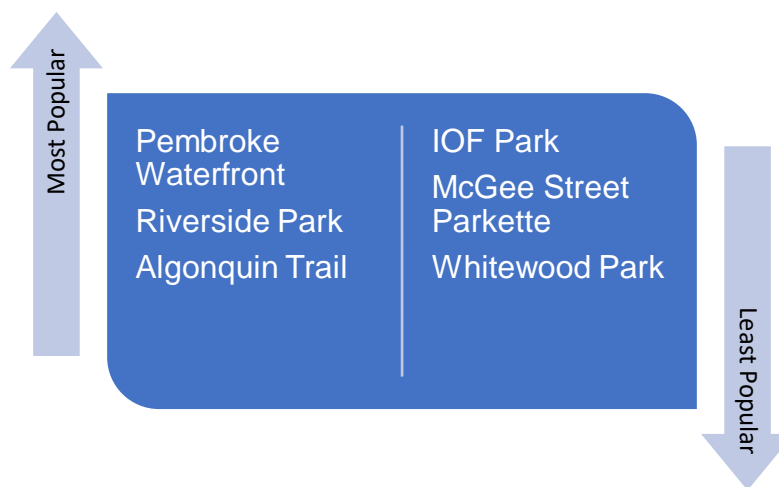 Most Popular
Pembroke
Waterfront
Riverside Park
Algonquin Trail
IOF Park
McGee Street
Parkette
Whitewood Park
Least Popular